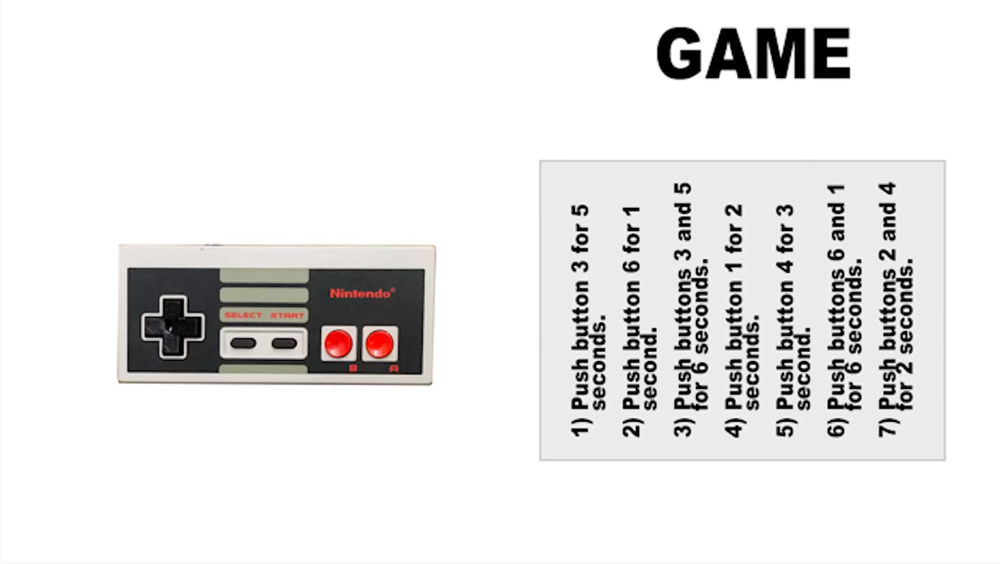 GAME
Nintendo®
SELECT START
B A
1) Push button 3 for 5
seconds.
2) Push button 6 for 1
second.
3) Push buttons 3 and 5
for 6 seconds.
4) Push button 1 for 2
seconds.
5) Push button 4 for 3
second.
6) Push buttons 6 and 1
for 6 seconds.
7) Push buttons 2 and 4
for 2 seconds.